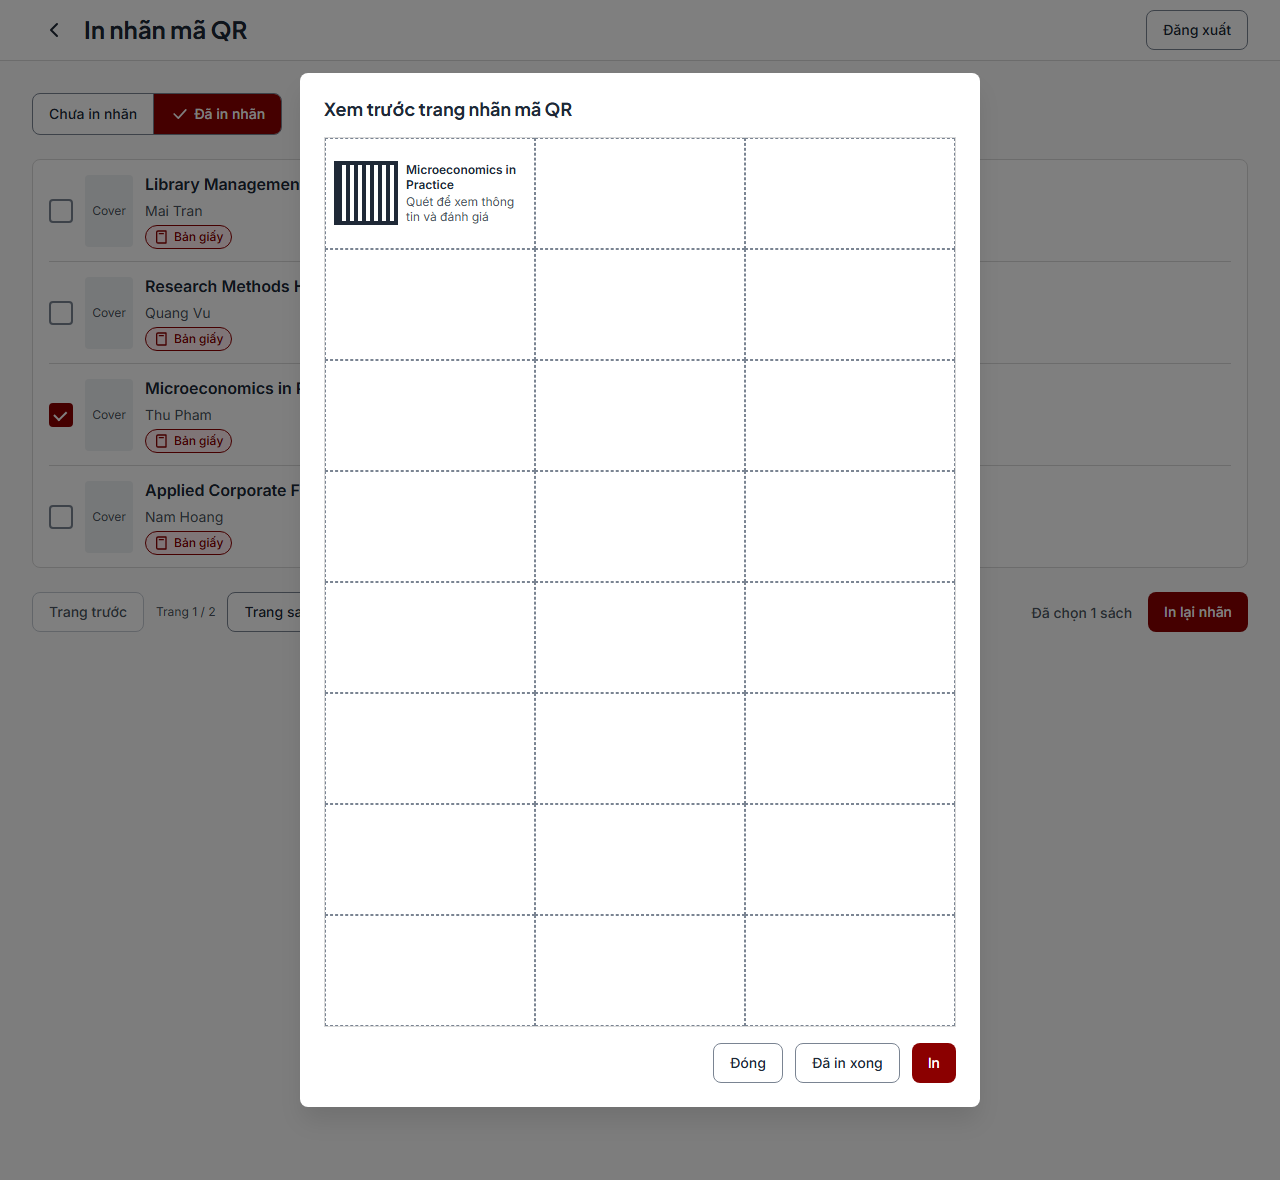 In nhãn mã QR
Đăng xuất
Chưa in nhãn
Đã in nhãn
Cover
Library Managemen
Mai Tran
Bản giấy
Cover
Research Methods
Quang Vu
Bản giấy
Cover
Microeconomics in
Thu Pham
Bản giấy
Cover
Applied Corporate F
Nam Hoang
Bản giấy
Trang trước
Trang 1 / 2
Trang sa
Đã chọn 1 sách
In lại nhãn
Xem trước trang nhãn mã QR
Microeconomics in
Practice
Quét để xem thông
tin và đánh giá
Đóng
Đã in xong
In